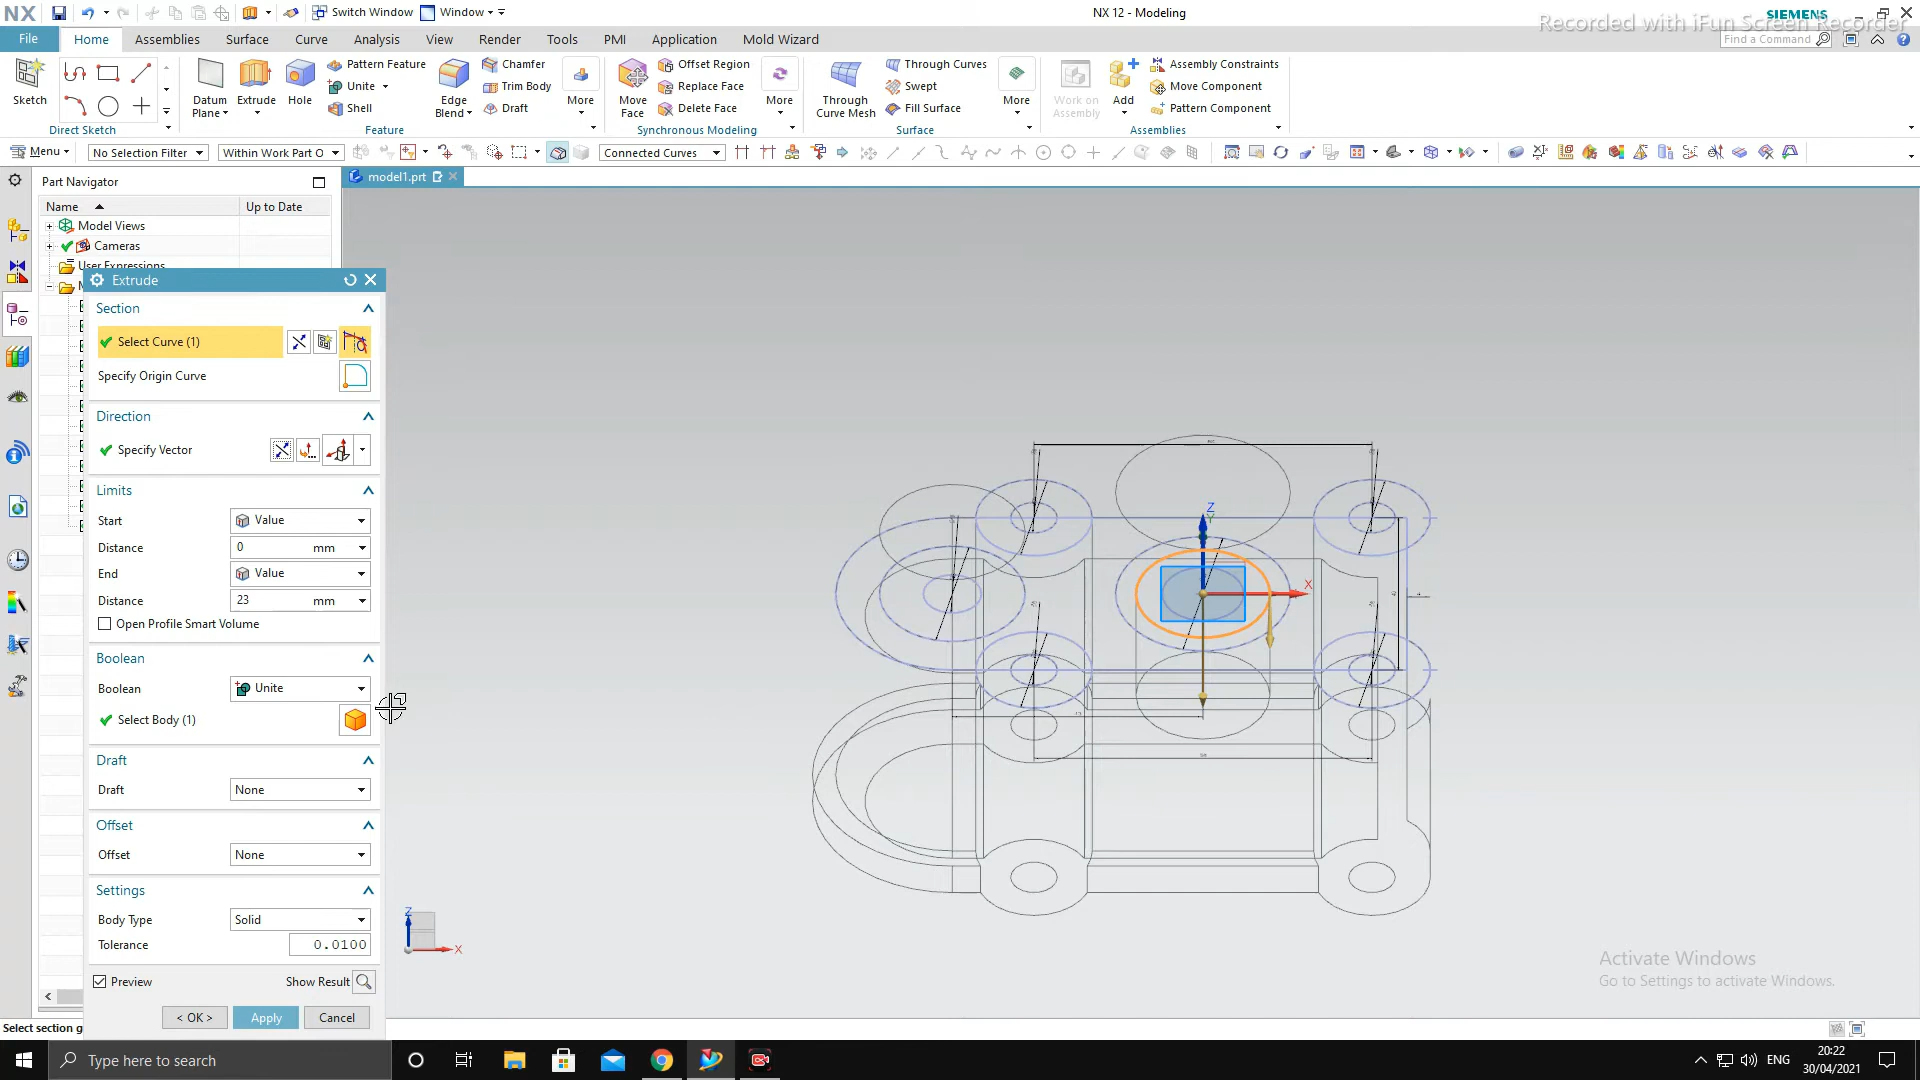 NX
Switch Window
Window
NX 12 - Modeling
SIEMENS
Recorded with iFun Screen Recorder
File
Home
Assemblies
Surface
Curve
Analysis
View
Render
Tools
PMI
Application
Mold Wizard
Find a Command
Sketch
Direct Sketch
Datum
Plane
Extrude
Hole
Pattern Feature
Unite
Shell
Edge
Blend
Chamfer
Trim Body
Draft
More
Feature
Move
Face
Offset Region
Replace Face
Delete Face
More
Synchronous Modeling
Through
Curve Mesh
Through Curves
Swept
Fill Surface
More
Surface
Work on
Assembly
Add
Assembly Constraints
Move Component
Pattern Component
Assemblies
Menu
No Selection Filter
Within Work Part O
Connected Curves
Part Navigator
model1.prt
Name
Up to Date
Model Views
Cameras
User Expressions
Extrude
Section
Select Curve (1)
Specify Origin Curve
Direction
Specify Vector
Limits
Start
Value
Distance
0 mm
End
Value
Distance
23 mm
Open Profile Smart Volume
Boolean
Boolean
Unite
Select Body (1)
Draft
Draft
None
Offset
Offset
None
Settings
Body Type
Solid
Tolerance
0.0100
Preview
Show Result
< OK >
Apply
Cancel
Select section g
Z
Y
X
Z
X
Activate Windows
Go to Settings to activate Windows.
Type here to search
ENG
20:22
30/04/2021